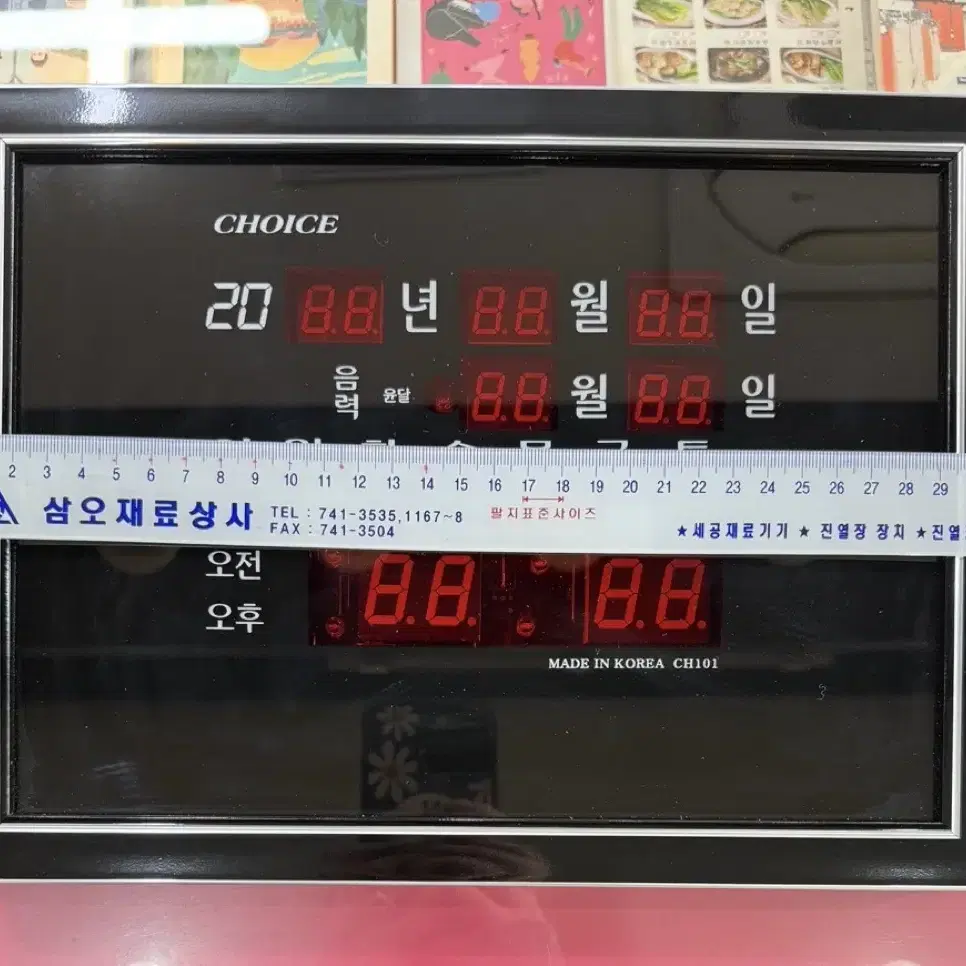 CHOICE
20 88 년 88 월 88 일
음력 윤달 88 월 88 일
2 3 4 5 6 7 8 9 10 11 12 13 14 15 16 17 18 19 20 21 22 23 24 25 26 27 28 29
삼오재료상사 TEL : 741-3535,1167~8
FAX : 741-3504
팔지표준사이즈
★세공재료기기 ★ 진열장 장치 ★진열
오전 88 88
오후
MADE IN KOREA CH101